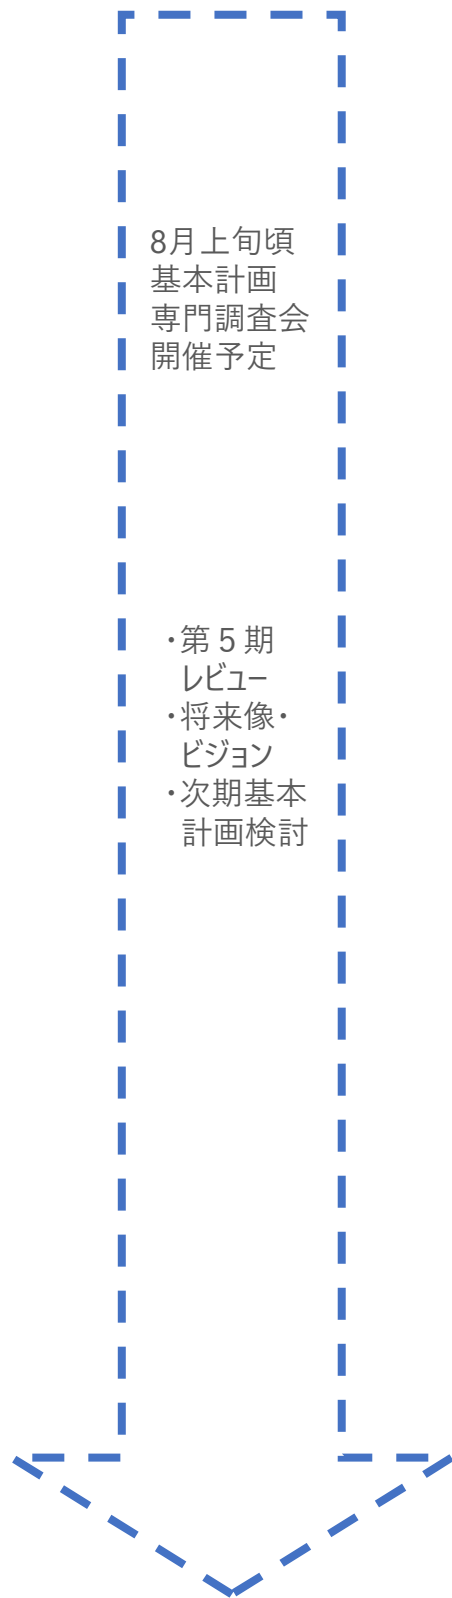 8月上旬頃
基本計画
専門調査会
開催予定
・第５期
レビュー
・将来像・
ビジョン
・次期基本
計画検討